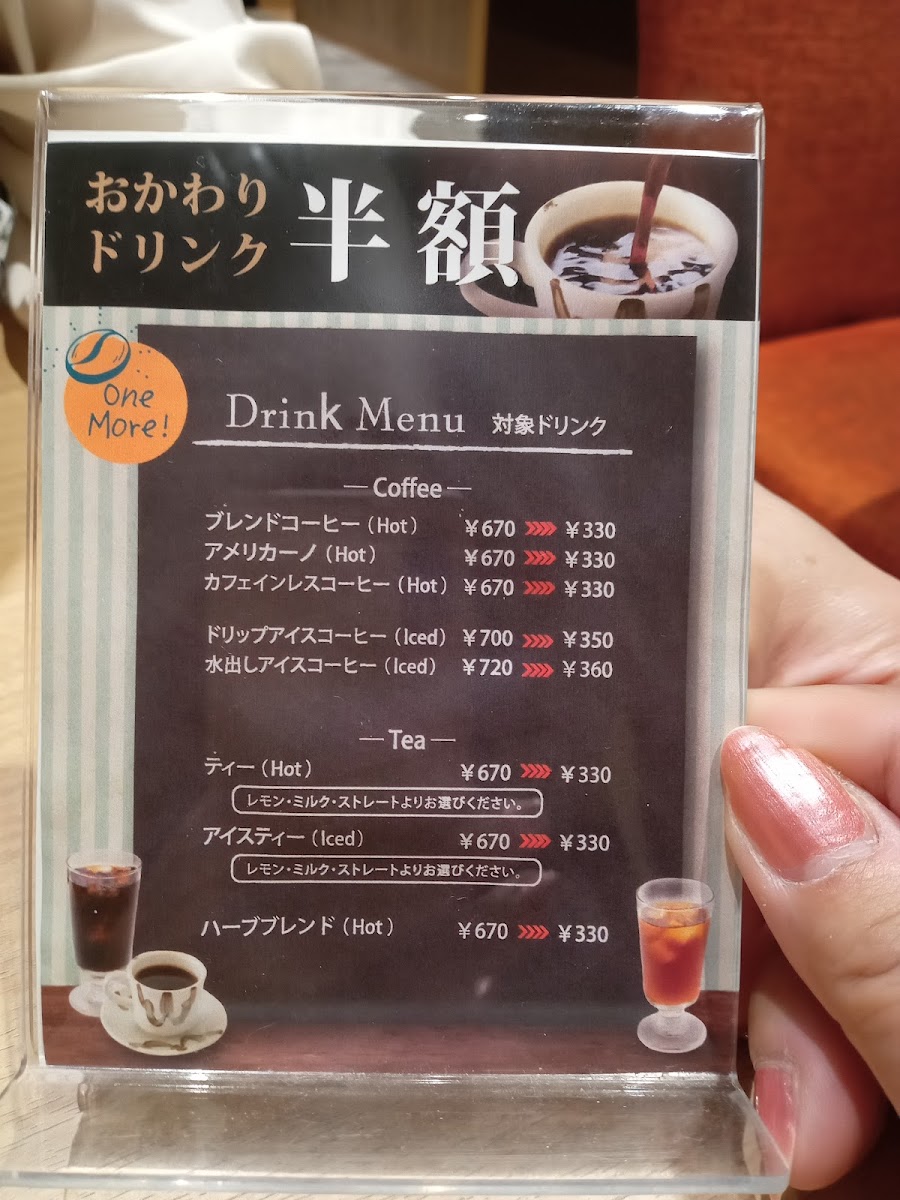 おかわり
ドリンク 半額
One
More!
Drink Menu 対象ドリンク
Coffee
ブレンドコーヒー (Hot) ¥670 ¥330
アメリカーノ (Hot) ¥670 ¥330
カフェインレスコーヒー (Hot) ¥670 ¥330
ドリップアイスコーヒー (Iced) ¥700 ¥350
水出しアイスコーヒー (Iced) ¥720 ¥360
Tea
ティー (Hot) ¥670 ¥330
レモン・ミルク・ストレートよりお選びください。
アイスティー (Iced) ¥670 ¥330
レモン・ミルク・ストレートよりお選びください。
ハーブブレンド (Hot) ¥670 ¥330